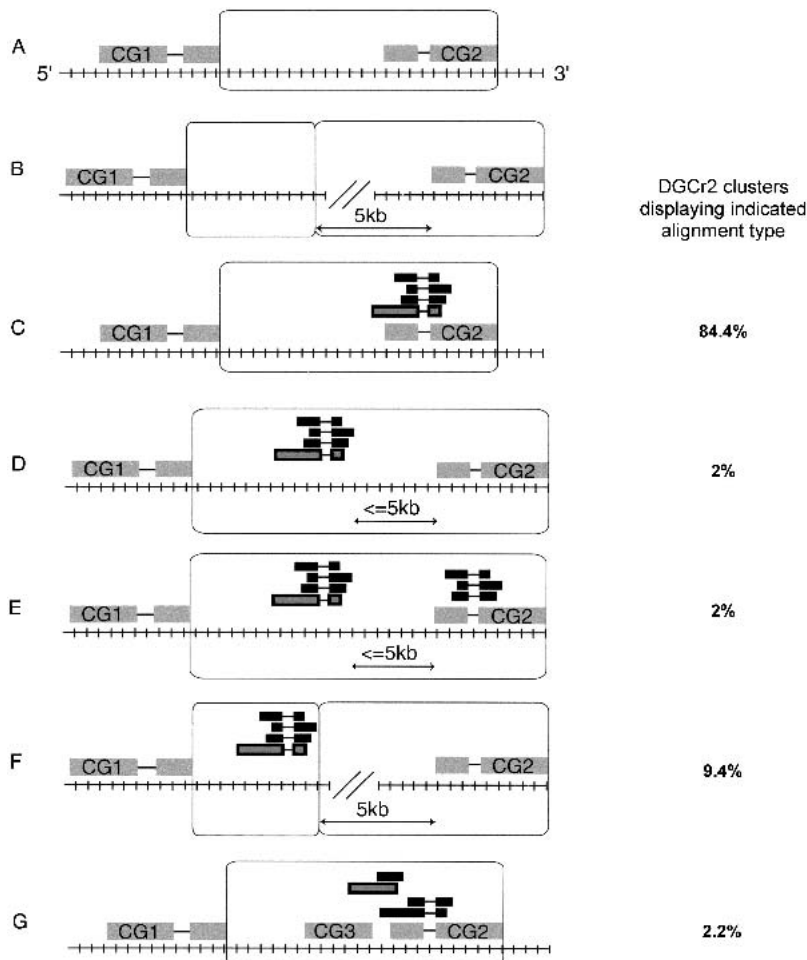 A
CG1
CG2
5'
3'
B
CG1
CG2
5kb
DGCr2 clusters
displaying indicated
alignment type
C
CG1
CG2
84.4%
D
CG1
CG2
2%
<=5kb
E
CG1
CG2
2%
<=5kb
F
CG1
CG2
9.4%
5kb
G
CG1
CG3
CG2
2.2%